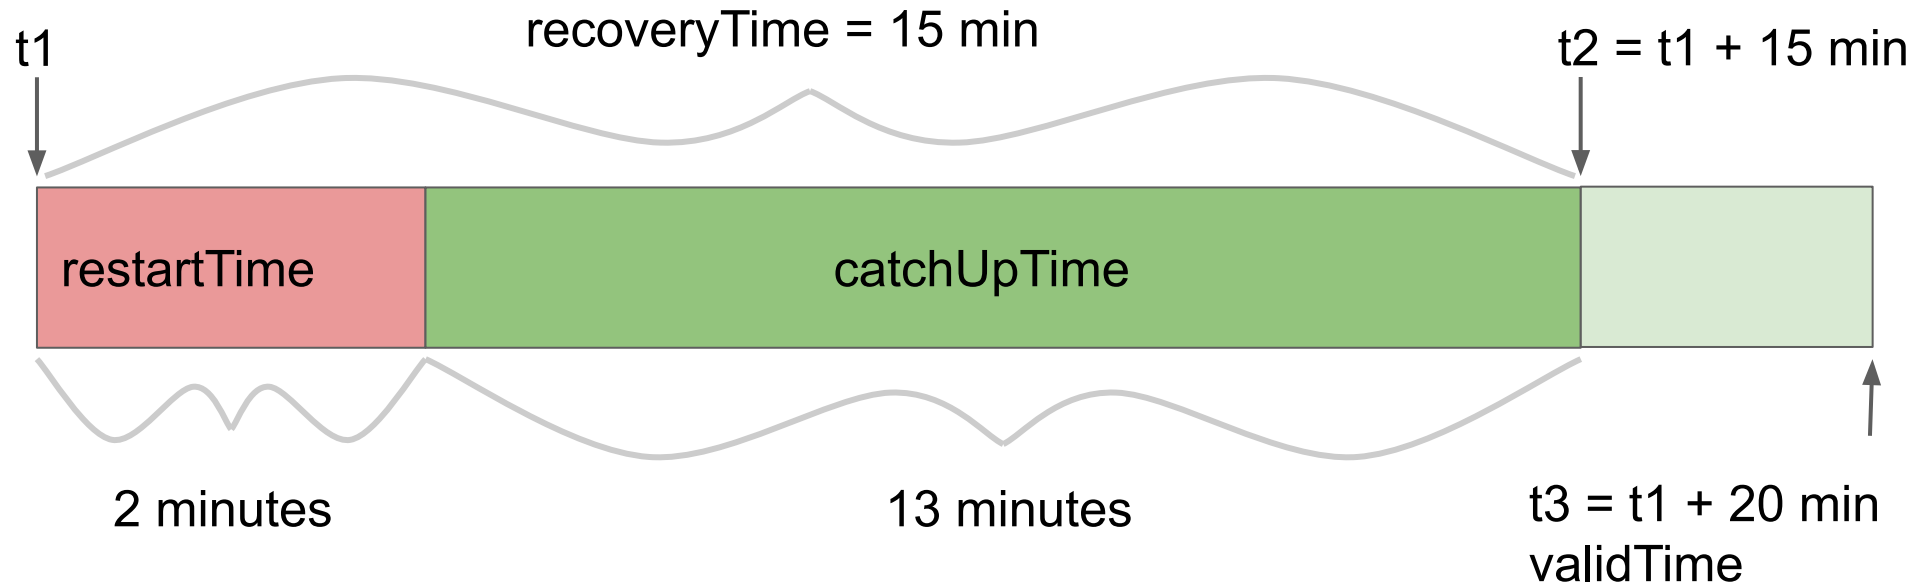 t1
recoveryTime = 15 min
t2 = t1 + 15 min
restartTime
catchUpTime
2 minutes
13 minutes
t3 = t1 + 20 min
validTime